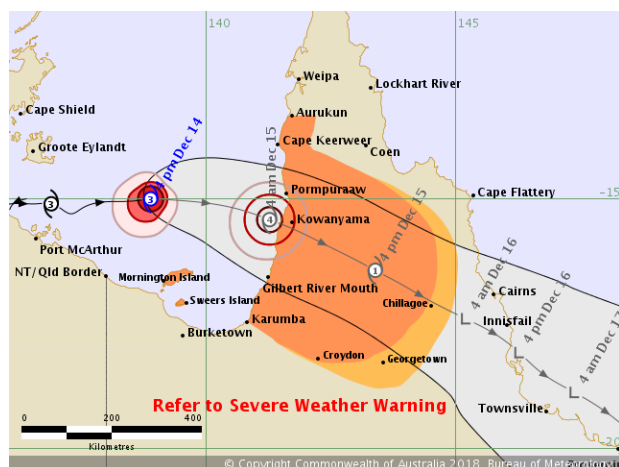 140
145
Weipa
Lockhart River
Cape Shield
Aurukun
4 pm Dec 14
4 am Dec 15
Groote Eylandt
Cape Keerweer
Coen
3
3
Pormpuraaw
Cape Flattery
-15
4
Kowanyama
4 pm Dec 15
Port McArthur
NT/Qld Border
Mornington Island
1
4 am Dec 16
Gilbert River Mouth
Cairns
4 pm Dec 16
Sweers Island
Chillagoe
L
Innisfail
4 am Dec 17
Karumba
Burketown
L
Croydon
Georgetown
L
Refer to Severe Weather Warning
Townsville
0 200 400
Kilometres
-20
© Copyright Commonwealth of Australia 2018, Bureau of Meteorology